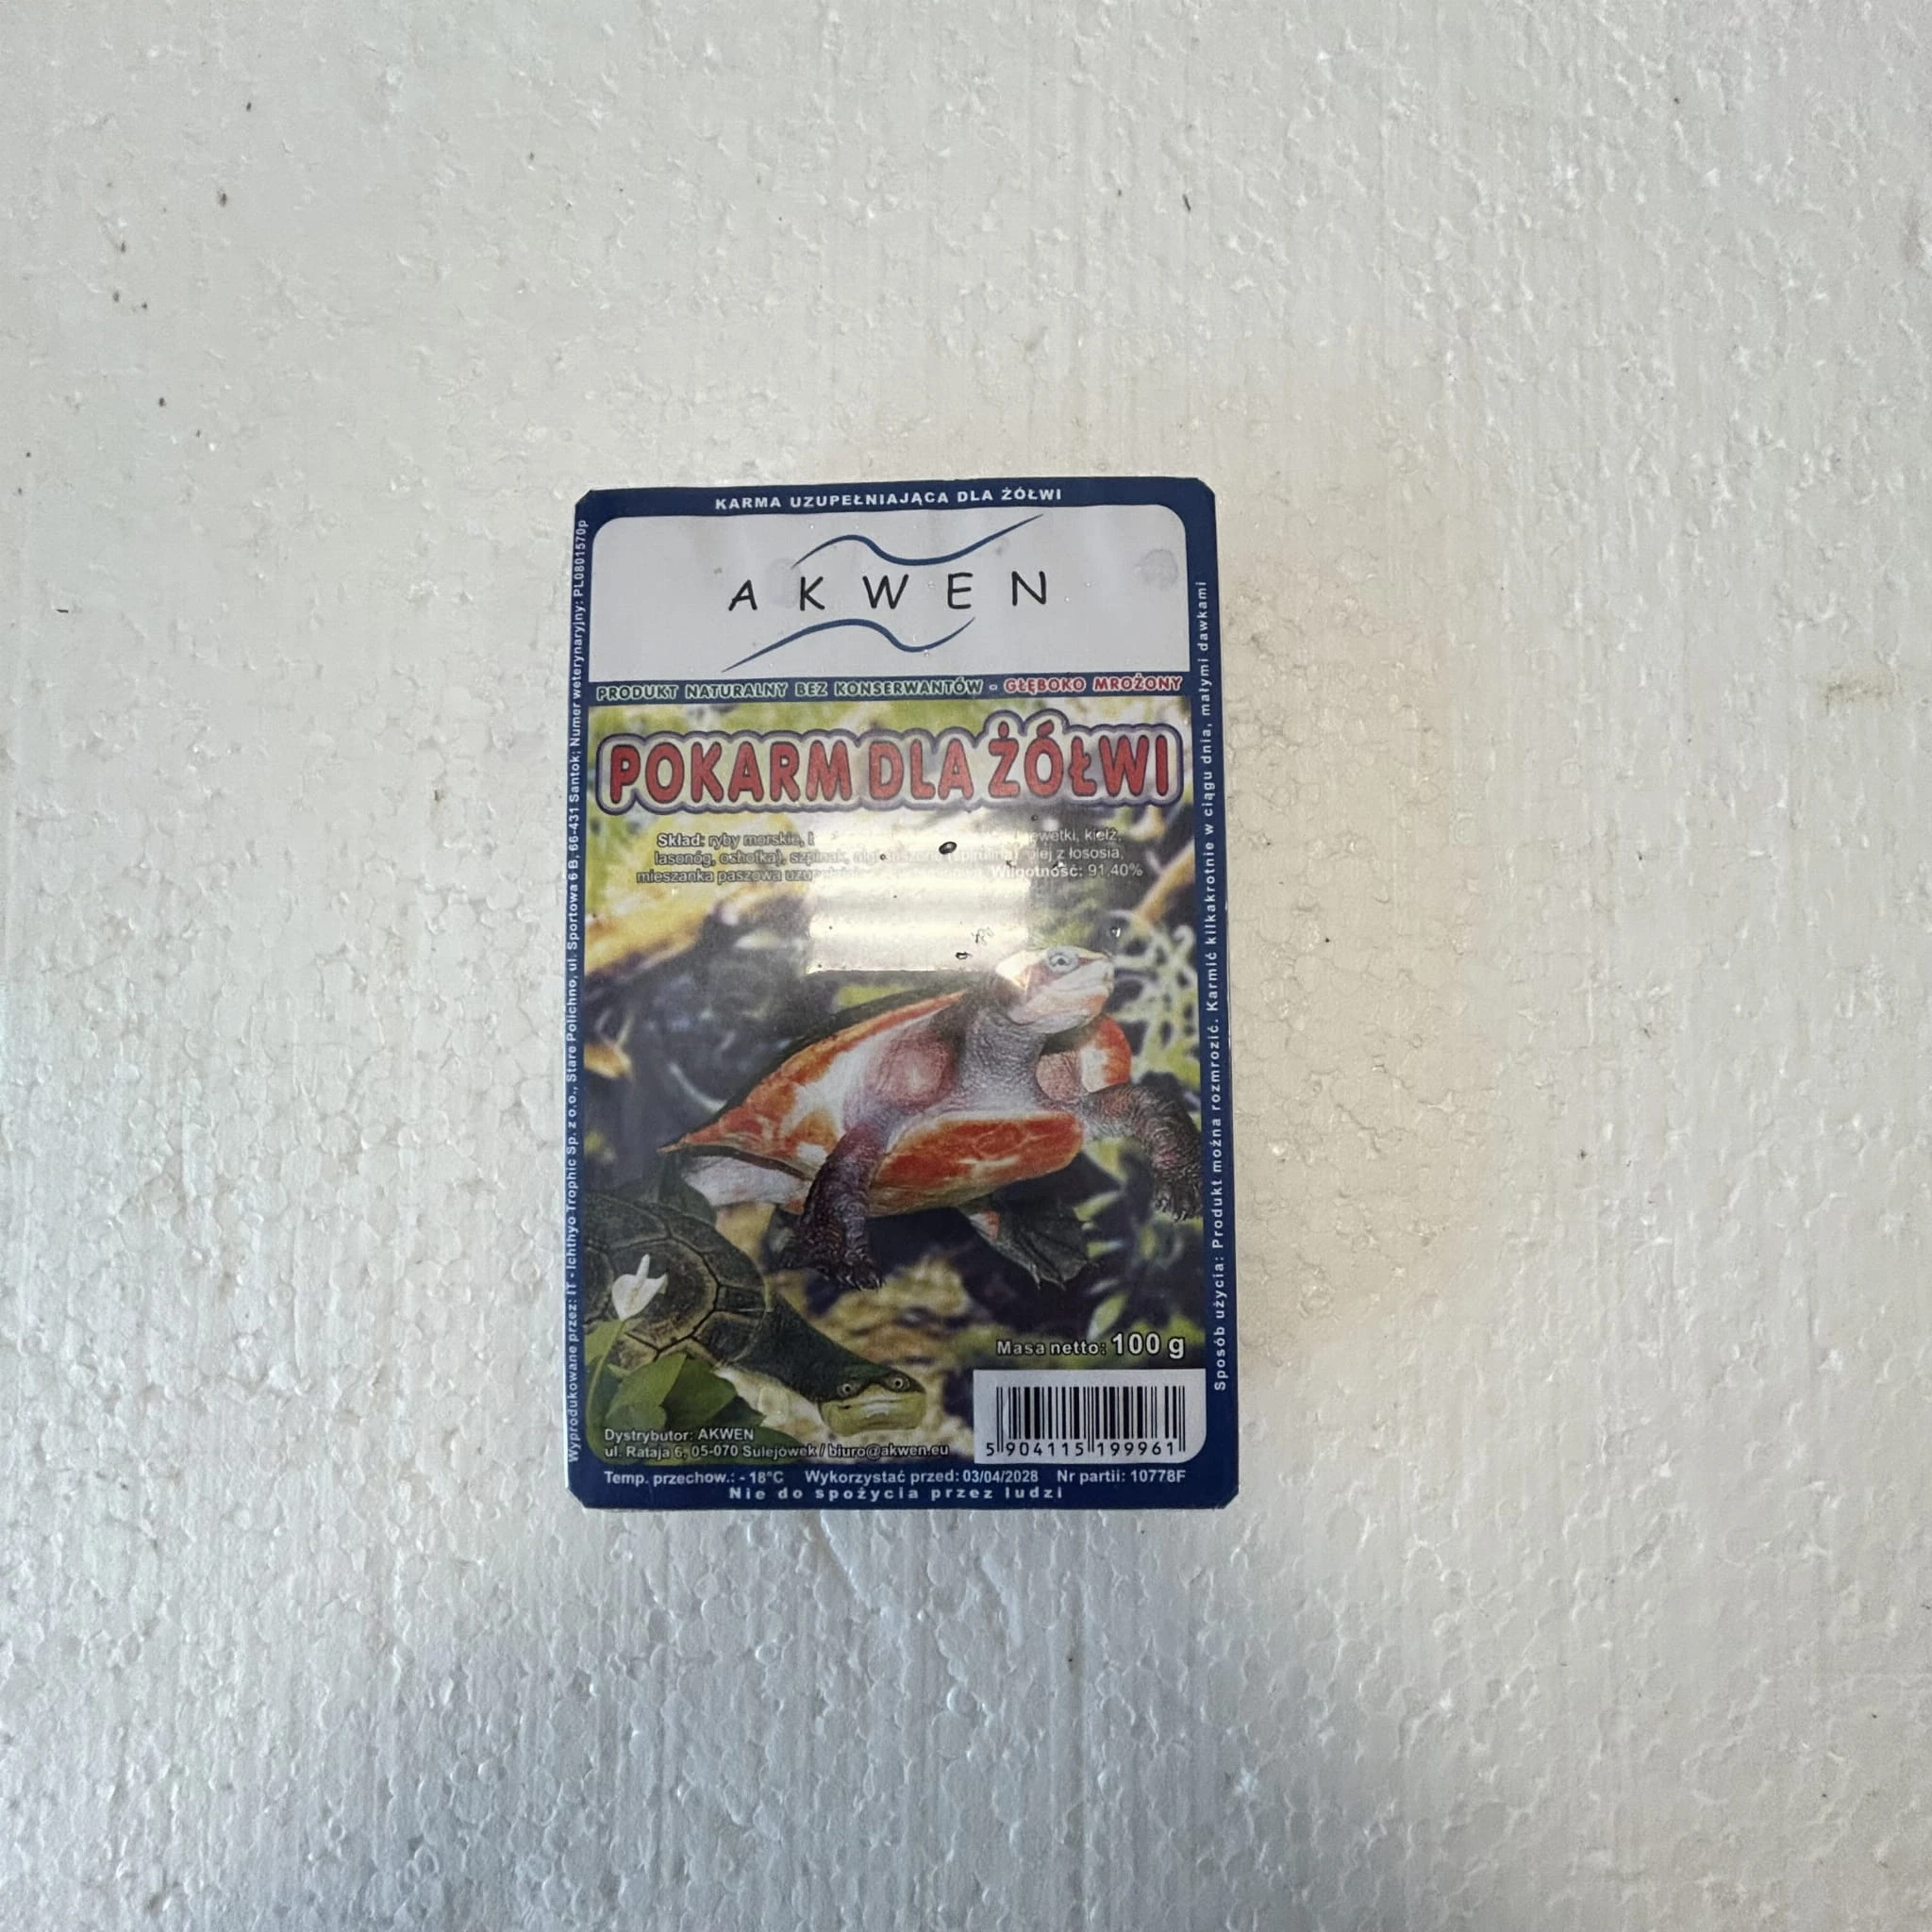 KARMA UZUPEŁNIAJĄCA DLA ŻÓŁWI
AKWEN
PRODUKT NATURALNY BEZ KONSERWANTÓW - GŁĘBOKO MROŻONY
POKARM DLA ŻÓŁWI
Skład: ryby morskie, kiełż,
lasonóg, ochotka), szpinak, olej z łososia,
mieszanka paszowa Wilgotność: 91,40%
Masa netto: 100 g
5 904115 199961
Dystrybutor: AKWEN
ul. Rataja 6, 05-070 Sulejówek / biuro@akwen.eu
Temp. przechow.: - 18°C Wykorzystać przed: 03/04/2028 Nr partii: 10778F
Nie do spożycia przez ludzi
Wyprodukowane przez: IT - Ichthyo Trophic Sp. z o.o., Stare Polichno, ul. Sportowa 6 B, 66-431 Santok; Numer weterynaryjny: PL0801570p
Sposób użycia: Produkt można rozmrozić. Karmić kilkakrotnie w ciągu dnia, małymi dawkami